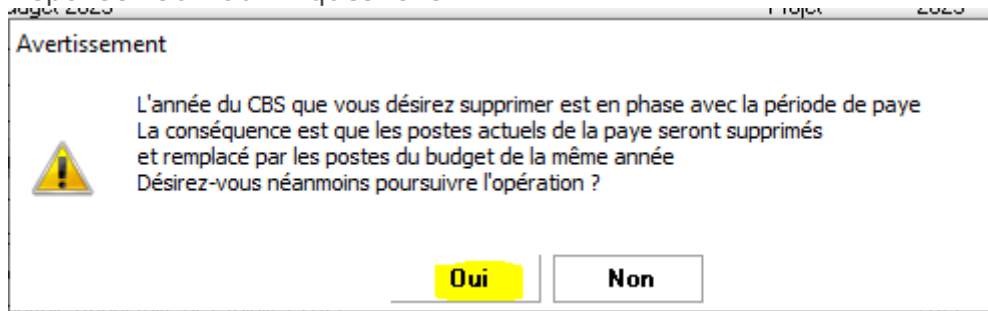 Avertissement
L'année du CBS que vous désirez supprimer est en phase avec la période de paye
La conséquence est que les postes actuels de la paye seront supprimés
et remplacé par les postes du budget de la même année
Désirez-vous néanmoins poursuivre l'opération ?
Oui Non